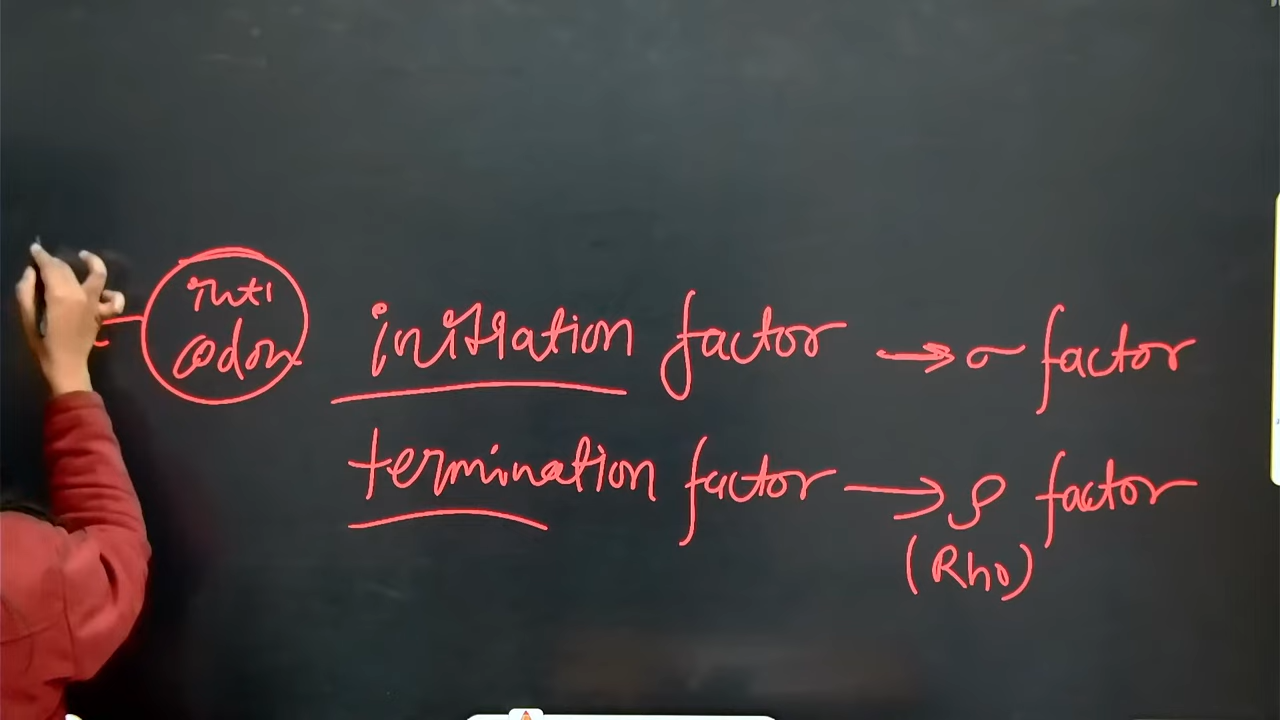 anti
codon
initiation factor → σ factor
termination factor → ρ factor
(Rho)